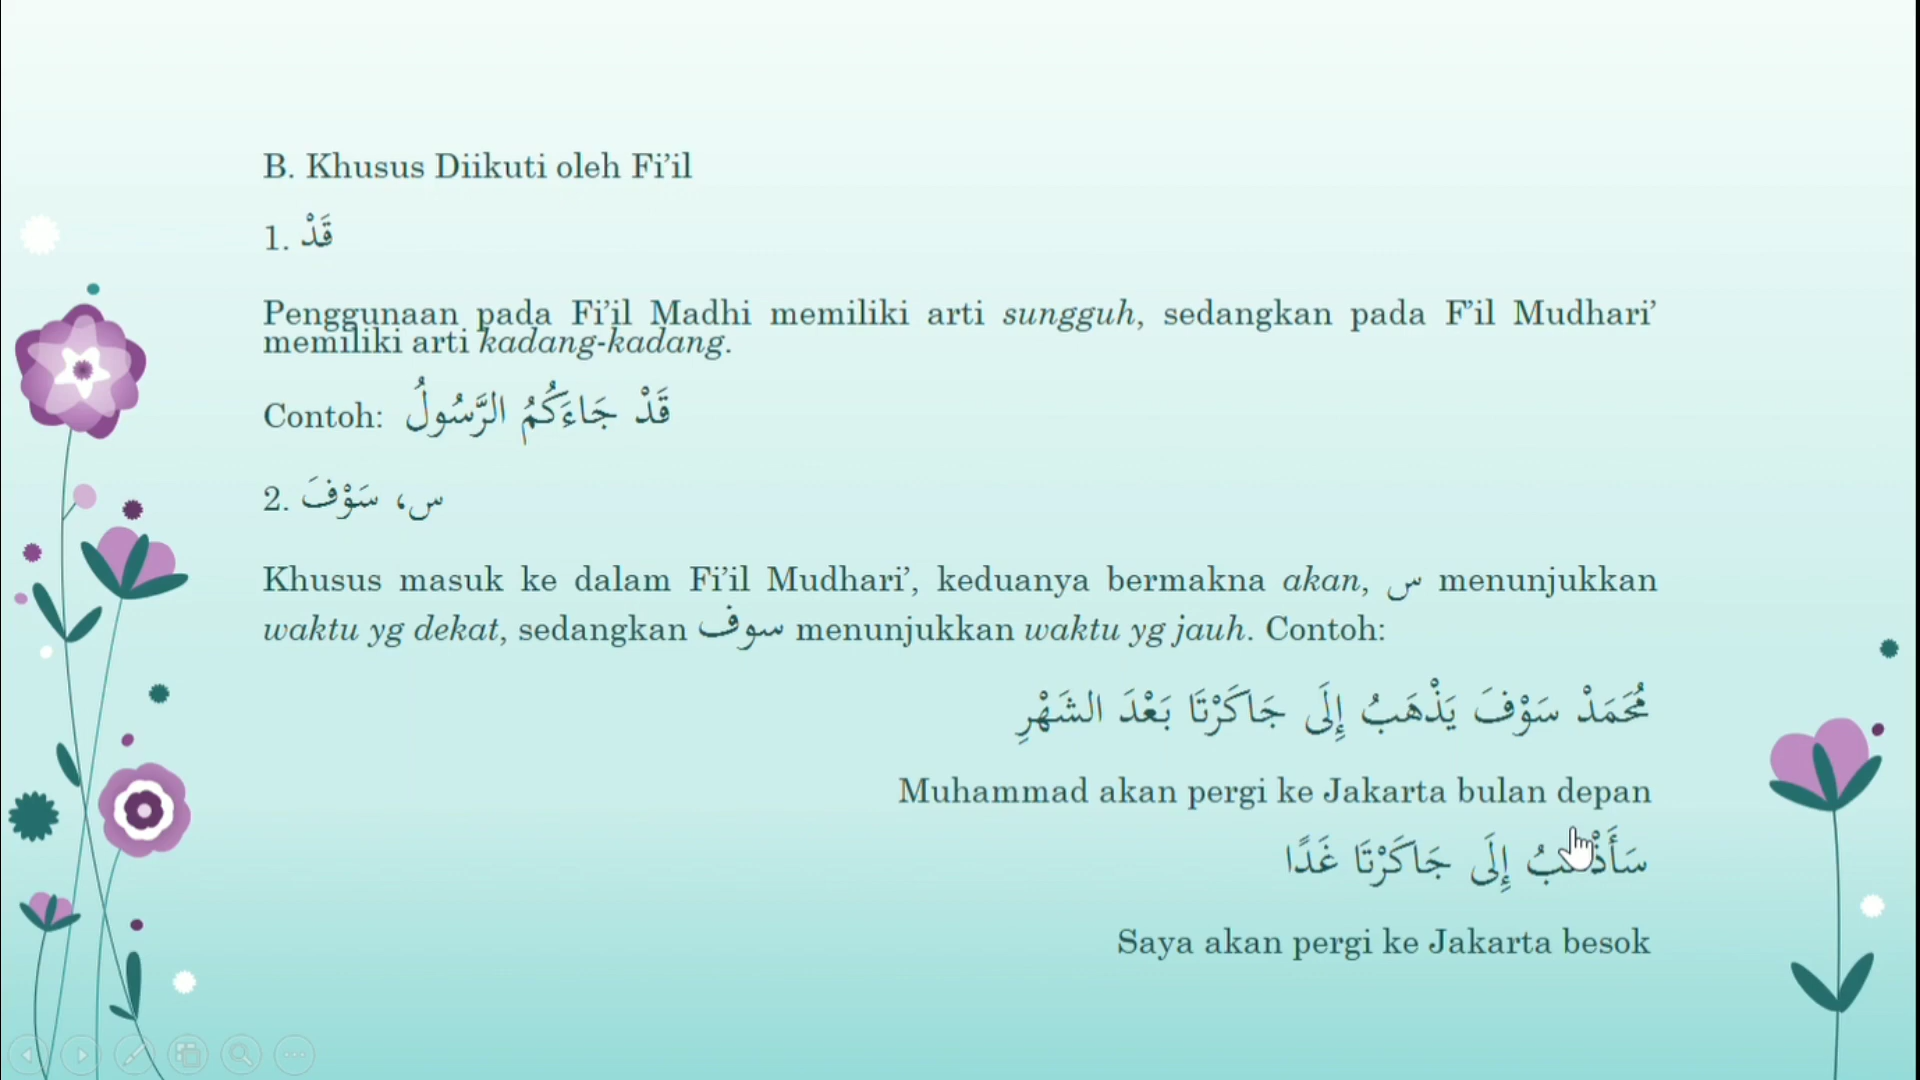 B. Khusus Diikuti oleh Fi’il
1. قَدْ
Penggunaan pada Fi’il Madhi memiliki arti sungguh, sedangkan pada F’il Mudhari’
memiliki arti kadang-kadang.
Contoh: قَدْ جَاءَكُمُ الرَّسُولُ
2. س، سَوْفَ
Khusus masuk ke dalam Fi’il Mudhari’, keduanya bermakna akan, س menunjukkan
waktu yg dekat, sedangkan سوف menunjukkan waktu yg jauh. Contoh:
مُحَمَدْ سَوْفَ يَذْهَبُ إِلَى جَاكَرْتَا بَعْدَ الشَهْرِ
Muhammad akan pergi ke Jakarta bulan depan
سَأَذْهَبُ إِلَى جَاكَرْتَا غَدًا
Saya akan pergi ke Jakarta besok